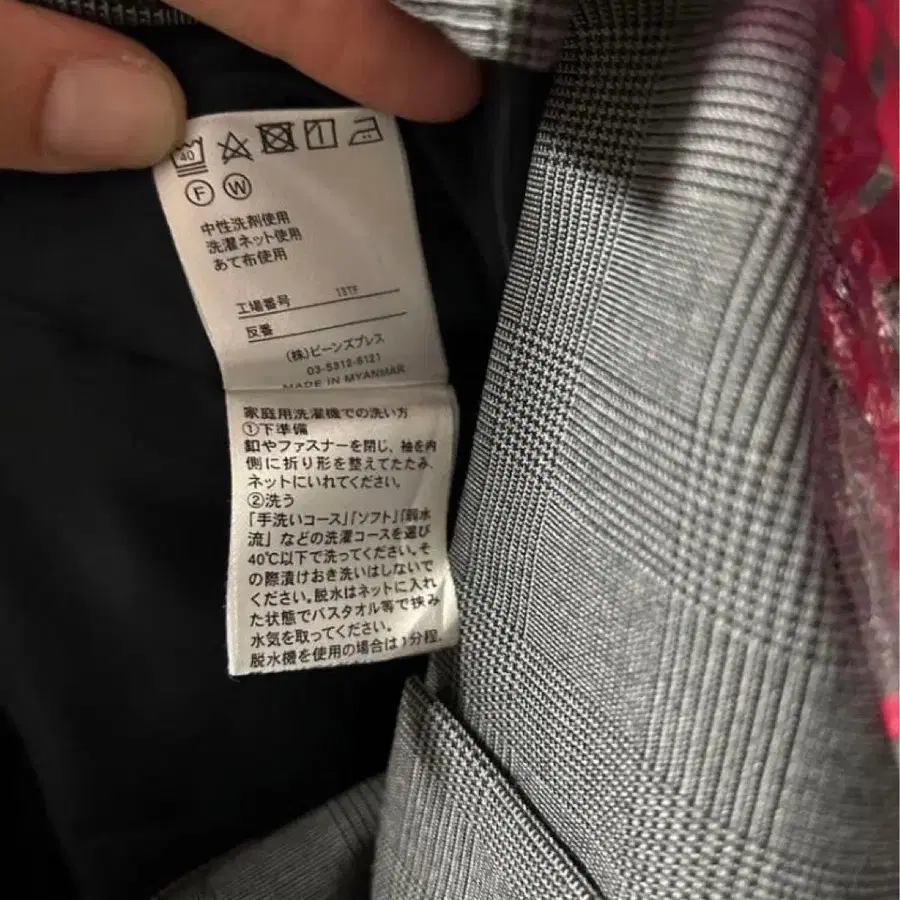 40
F W
中性洗剤使用
洗濯ネット使用
あて布使用
工場番号 13TF
反番
(株)ビーンズプレス
03-5312-6121
MADE IN MYANMAR
家庭用洗濯機での洗い方
①下準備
釦やファスナーを閉じ、袖を内
側に折り形を整えてたたみ、
ネットにいれてください。
②洗う
「手洗いコース」「ソフト」「弱水
流」などの洗濯コースを選び
40℃以下で洗ってください。そ
の際漬けおき洗いはしないで
ください。脱水はネットに入れ
た状態でバスタオル等で挟み
水気を取ってください。
脱水機を使用の場合は1分程.